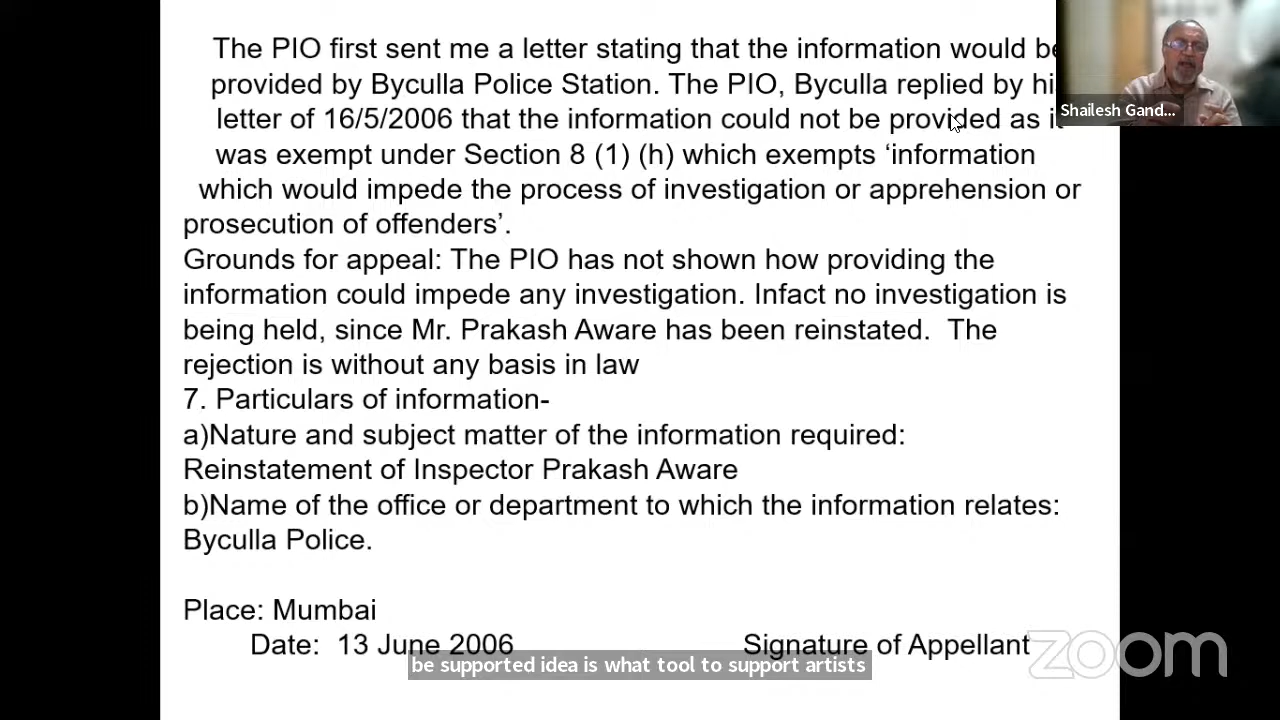 The PIO first sent me a letter stating that the information would be
provided by Byculla Police Station. The PIO, Byculla replied by hi
letter of 16/5/2006 that the information could not be provided as it
was exempt under Section 8 (1) (h) which exempts ‘information
which would impede the process of investigation or apprehension or
prosecution of offenders’.
Grounds for appeal: The PIO has not shown how providing the
information could impede any investigation. Infact no investigation is
being held, since Mr. Prakash Aware has been reinstated. The
rejection is without any basis in law
7. Particulars of information-
a)Nature and subject matter of the information required:
Reinstatement of Inspector Prakash Aware
b)Name of the office or department to which the information relates:
Byculla Police.
Place: Mumbai
Date: 13 June 2006 Signature of Appellant
be supported idea is what tool to support artists
Shailesh Gand...
zoom